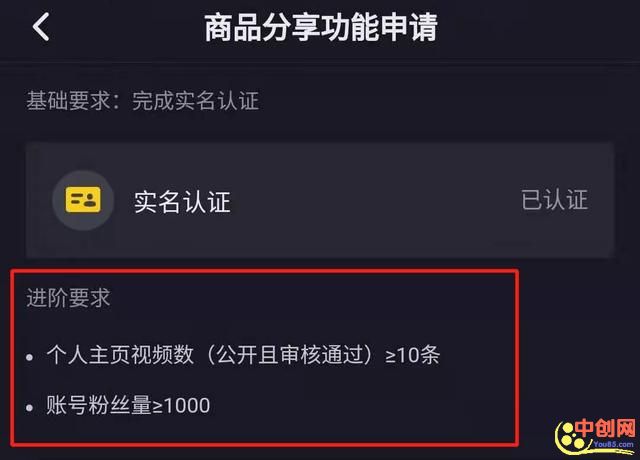 商品分享功能申请
基础要求：完成实名认证
实名认证
已认证
进阶要求
• 个人主页视频数（公开且审核通过）≥10条
• 账号粉丝量≥1000
中创网
You85.com